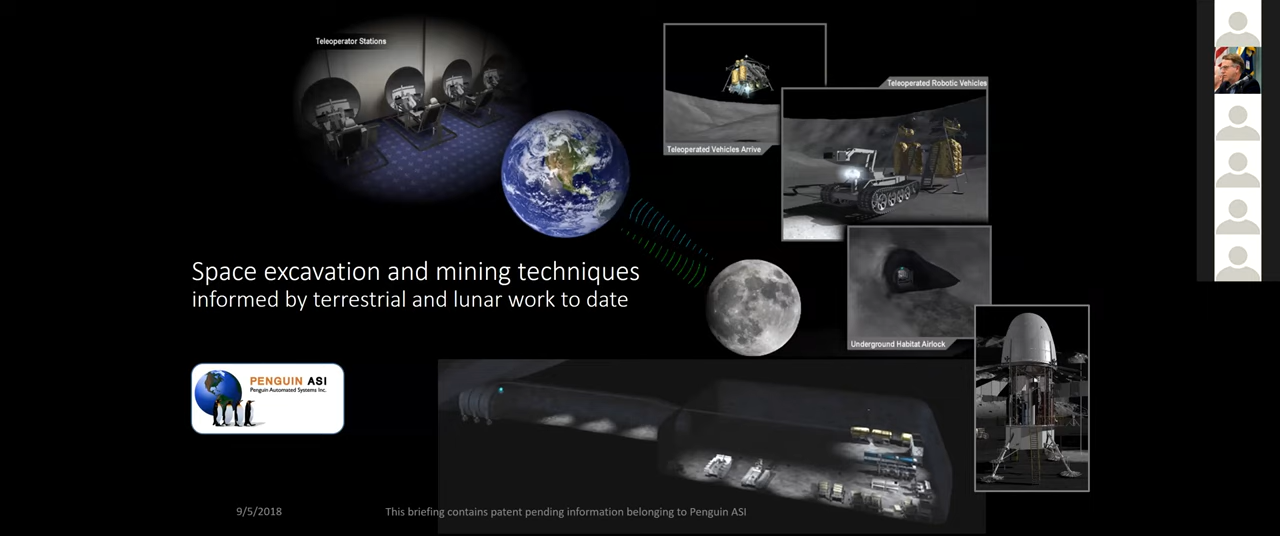 Teleoperator Stations
Teleoperated Vehicles Arrive
Teleoperated Robotic Vehicles
Underground Habitat Airlock
Space excavation and mining techniques
informed by terrestrial and lunar work to date
PENGUIN ASI
Penguin Automated Systems Inc.
9/5/2018
This briefing contains patent pending information belonging to Penguin ASI